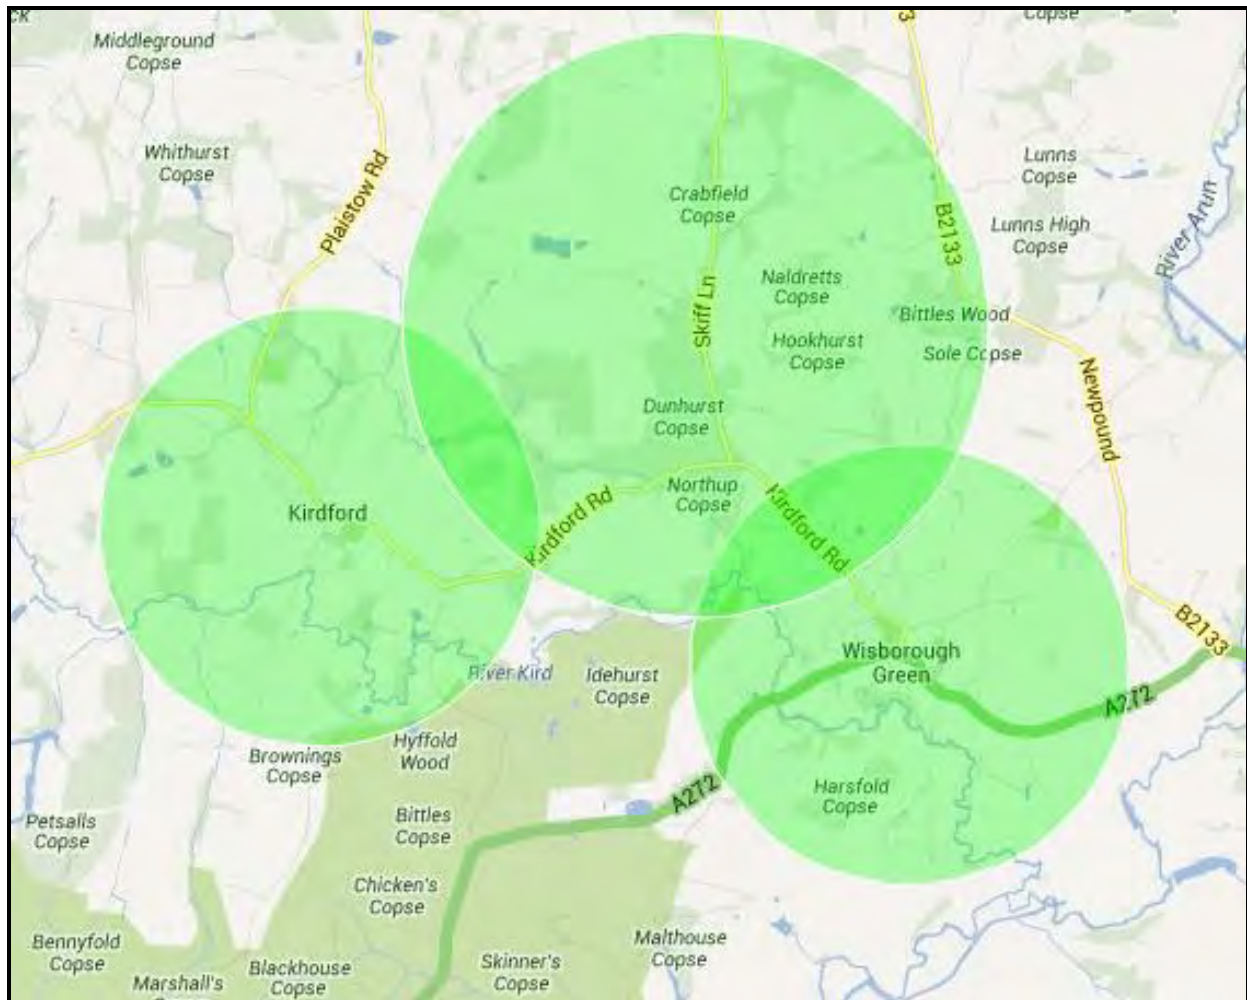 CK
Middleground
Copse
3
Copse
Whithurst
Copse
Plaistow Rd
Lunns
Copse
Crabfield
Copse
B2133
Lunns High
Copse
River Arun
Skiff Ln
Naldretts
Copse
Bittles Wood
Hookhurst
Copse
Sole Copse
Newpound
Dunhurst
Copse
Northup
Copse
Kirdford
Kirdford Rd
Kirdford Rd
B2133
Wisborough
Green
River Kird
Idehurst
Copse
A272
Hyffold
Wood
Brownings
Copse
A272
Harsfold
Copse
Petsalls
Copse
Bittles
Copse
Chicken's
Copse
Bennyfold
Copse
Malthouse
Copse
Marshall's
Blackhouse
Copse
Skinner's
Copse